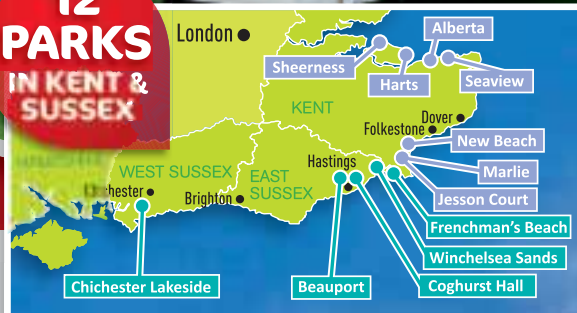 12
PARKS
IN KENT &
SUSSEX
London
Alberta
Sheerness
Harts
Seaview
KENT
Dover
Folkestone
New Beach
Hastings
Marlie
WEST SUSSEX
EAST
SUSSEX
Chichester
Brighton
Jesson Court
Frenchman's Beach
Winchelsea Sands
Chichester Lakeside
Beauport
Coghurst Hall